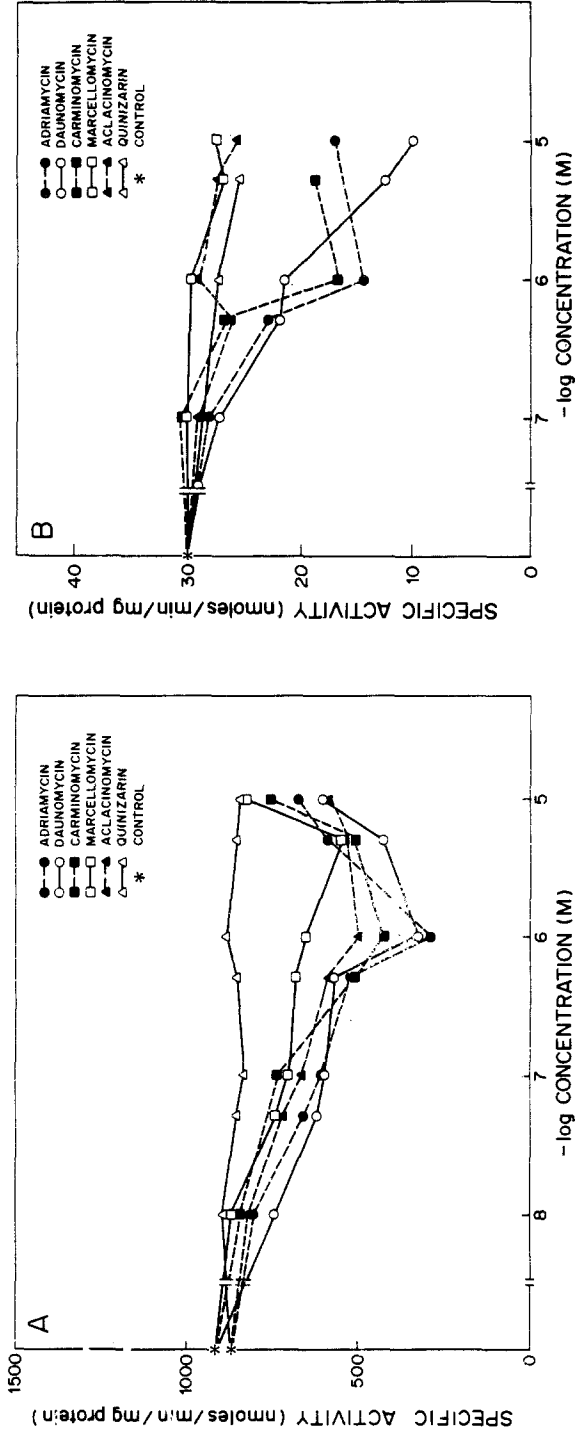 A
SPECIFIC ACTIVITY (nmoles/min/mg protein)
1500
1000
500
0
8
7
6
5
-log CONCENTRATION (M)
ADRIAMYCIN
DAUNOMYCIN
CARMINOMYCIN
MARCELLOMYCIN
ACLACINOMYCIN
QUINIZARIN
* CONTROL
B
SPECIFIC ACTIVITY (nmoles/min/mg protein)
40
30
20
10
0
7
6
5
-log CONCENTRATION (M)
ADRIAMYCIN
DAUNOMYCIN
CARMINOMYCIN
MARCELLOMYCIN
ACLACINOMYCIN
QUINIZARIN
* CONTROL